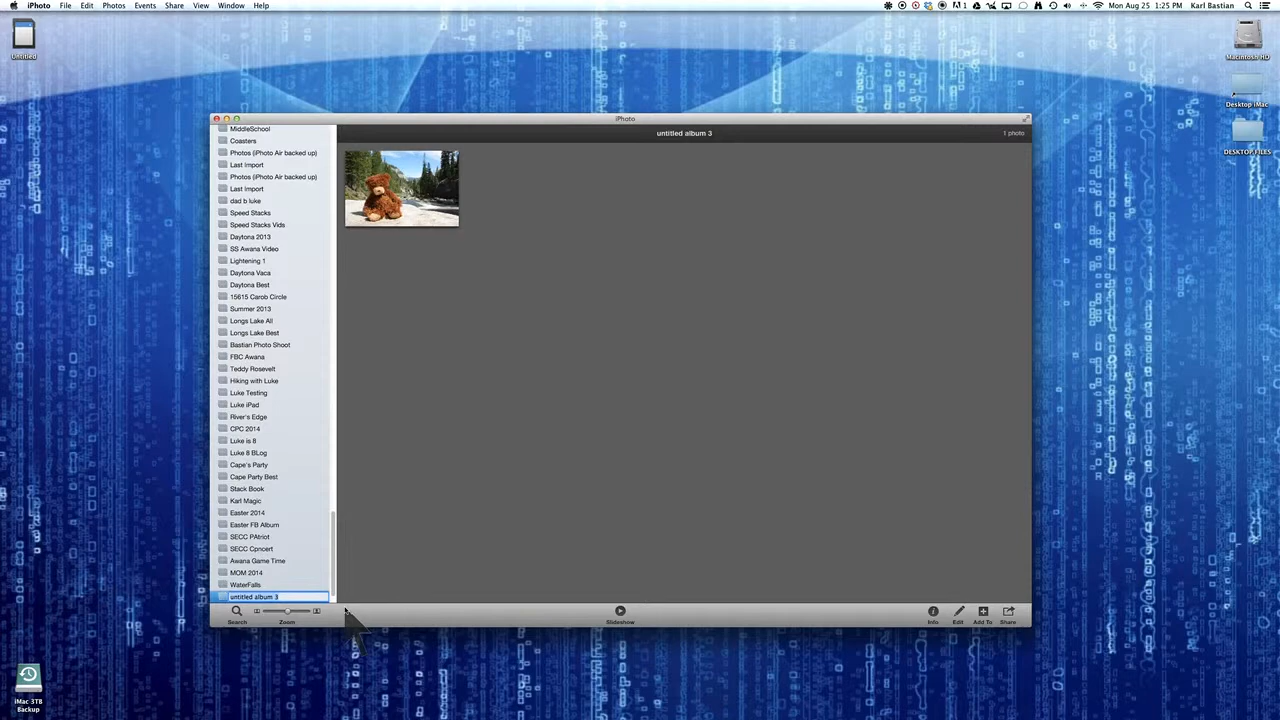 iPhoto File Edit Photos Events Share View Window Help
1 Mon Aug 25 1:25 PM Karl Bastian
Untitled
Macintosh HD
Desktop iMac
DESKTOP FILES
iPhoto
untitled album 3
1 photo
MiddleSchool
Coasters
Photos (iPhoto Air backed up)
Last Import
Photos (iPhoto Air backed up)
Last Import
dad b luke
Speed Stacks
Speed Stacks Vids
Daytona 2013
SS Awana Video
Lightening 1
Daytona Vaca
Daytona Best
15615 Carob Circle
Summer 2013
Longs Lake All
Longs Lake Best
Bastian Photo Shoot
FBC Awana
Teddy Rosevelt
Hiking with Luke
Luke Testing
Luke iPad
River's Edge
CPC 2014
Luke is 8
Luke 8 BLog
Cape's Party
Cape Party Best
Stack Book
Karl Magic
Easter 2014
Easter FB Album
SECC PAtriot
SECC Cpncert
Awana Game Time
MOM 2014
WaterFalls
untitled album 3
Search Zoom Slideshow Info Edit Add To Share
iMac 3TB
Backup